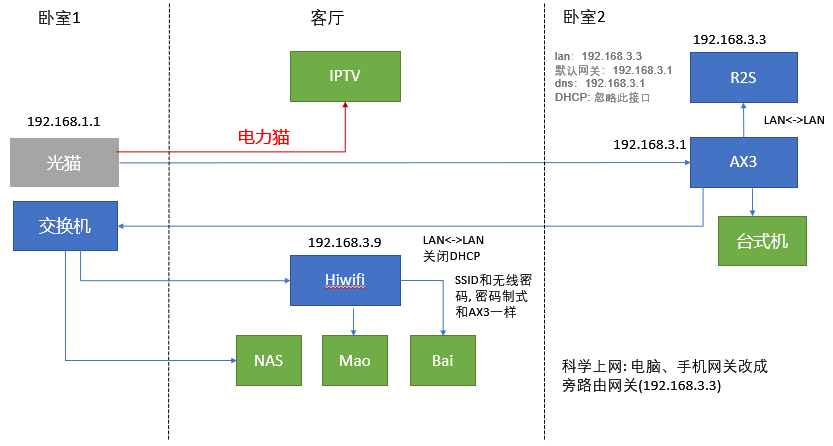 卧室1
客厅
卧室2
IPTV
192.168.3.3
lan: 192.168.3.3
默认网关: 192.168.3.1
dns: 192.168.3.1
DHCP: 忽略此接口
R2S
192.168.1.1
电力猫
LAN<->LAN
192.168.3.1
光猫
AX3
交换机
台式机
192.168.3.9
LAN<->LAN
关闭DHCP
Hiwifi
SSID和无线密
码, 密码制式
和AX3一样
NAS
Mao
Bai
科学上网: 电脑、手机网关改成
旁路由网关(192.168.3.3)